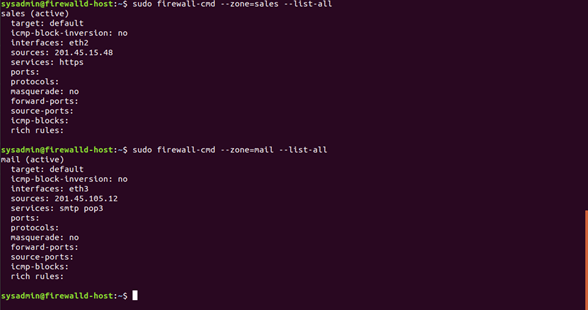 sysadmin@firewalld-host:~$ sudo firewall-cmd --zone=sales --list-all
sales (active)
  target: default
  icmp-block-inversion: no
  interfaces: eth2
  sources: 201.45.15.48
  services: https
  ports:
  protocols:
  masquerade: no
  forward-ports:
  source-ports:
  icmp-blocks:
  rich rules:
sysadmin@firewalld-host:~$ sudo firewall-cmd --zone=mail --list-all
mail (active)
  target: default
  icmp-block-inversion: no
  interfaces: eth3
  sources: 201.45.105.12
  services: smtp pop3
  ports:
  protocols:
  masquerade: no
  forward-ports:
  source-ports:
  icmp-blocks:
  rich rules:
sysadmin@firewalld-host:~$